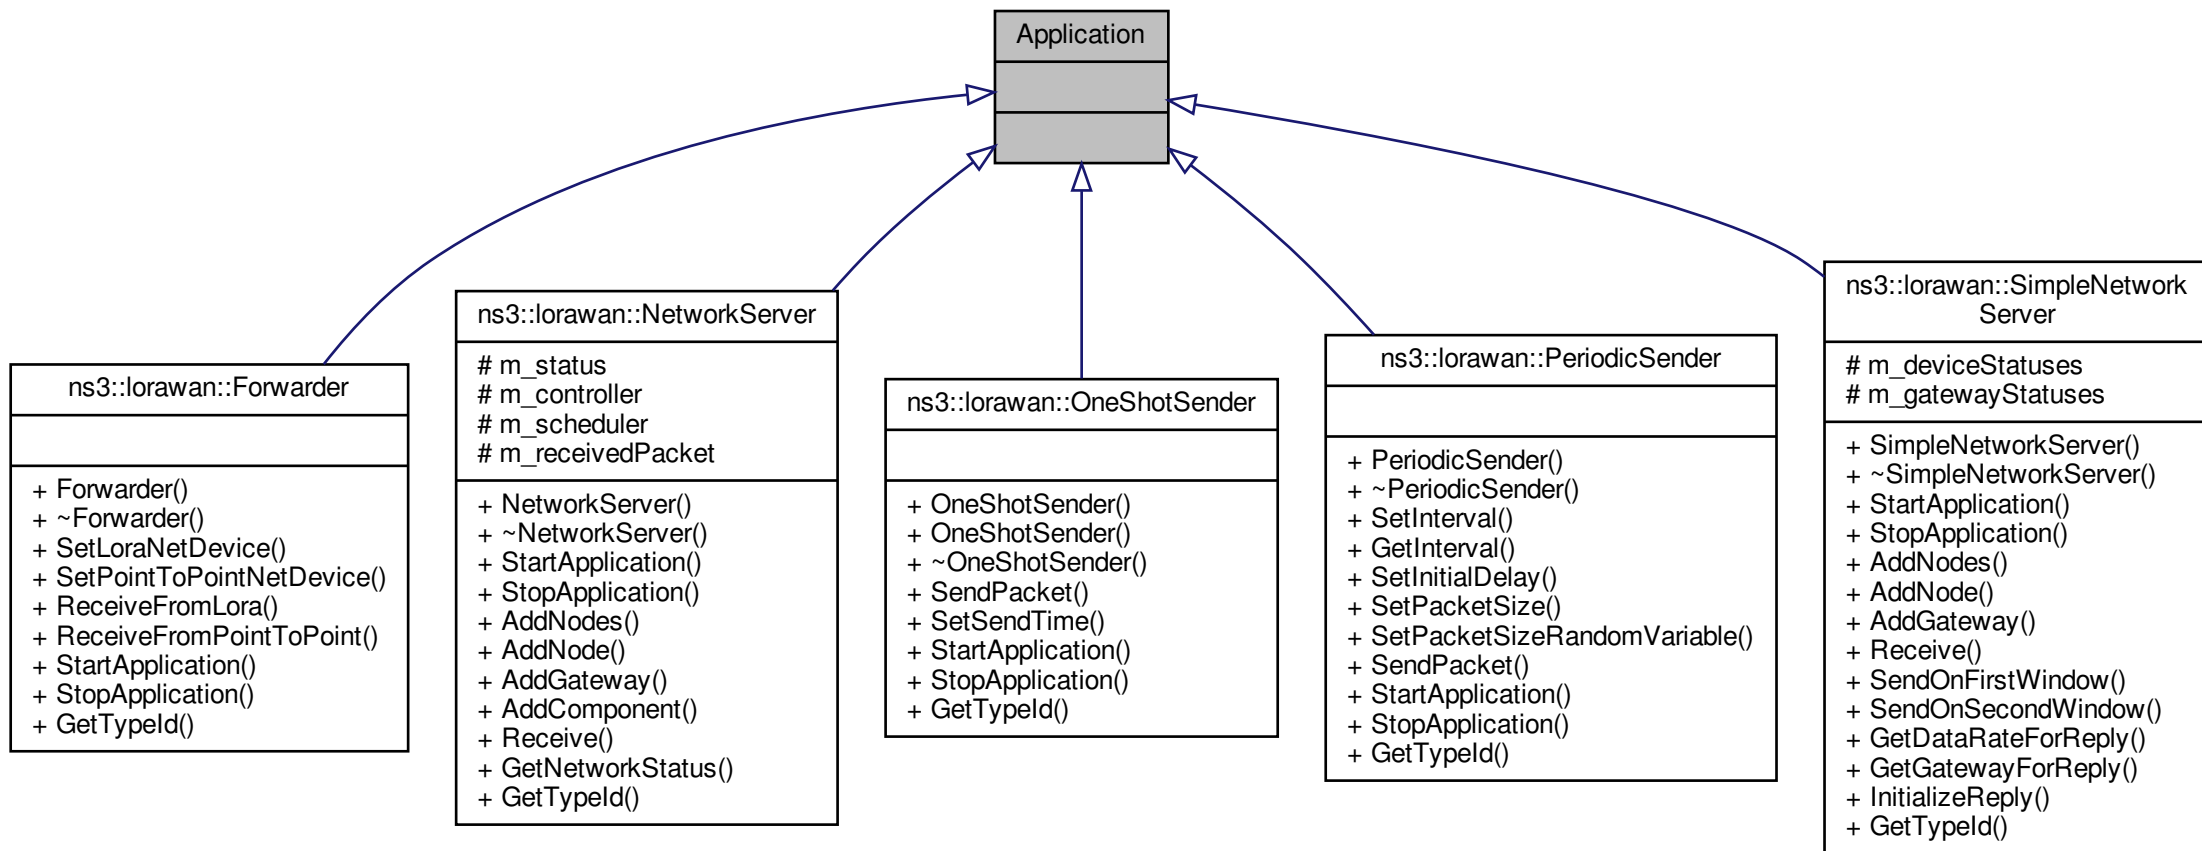 Application
ns3::lorawan::Forwarder
+ Forwarder()
+ ~Forwarder()
+ SetLoraNetDevice()
+ SetPointToPointNetDevice()
+ ReceiveFromLora()
+ ReceiveFromPointToPoint()
+ StartApplication()
+ StopApplication()
+ GetTypeId()
ns3::lorawan::NetworkServer
# m_status
# m_controller
# m_scheduler
# m_receivedPacket
+ NetworkServer()
+ ~NetworkServer()
+ StartApplication()
+ StopApplication()
+ AddNodes()
+ AddNode()
+ AddGateway()
+ AddComponent()
+ Receive()
+ GetNetworkStatus()
+ GetTypeId()
ns3::lorawan::OneShotSender
+ OneShotSender()
+ OneShotSender()
+ ~OneShotSender()
+ SendPacket()
+ SetSendTime()
+ StartApplication()
+ StopApplication()
+ GetTypeId()
ns3::lorawan::PeriodicSender
+ PeriodicSender()
+ ~PeriodicSender()
+ SetInterval()
+ GetInterval()
+ SetInitialDelay()
+ SetPacketSize()
+ SetPacketSizeRandomVariable()
+ SendPacket()
+ StartApplication()
+ StopApplication()
+ GetTypeId()
ns3::lorawan::SimpleNetwork
Server
# m_deviceStatuses
# m_gatewayStatuses
+ SimpleNetworkServer()
+ ~SimpleNetworkServer()
+ StartApplication()
+ StopApplication()
+ AddNodes()
+ AddNode()
+ AddGateway()
+ Receive()
+ SendOnFirstWindow()
+ SendOnSecondWindow()
+ GetDataRateForReply()
+ GetGatewayForReply()
+ InitializeReply()
+ GetTypeId()